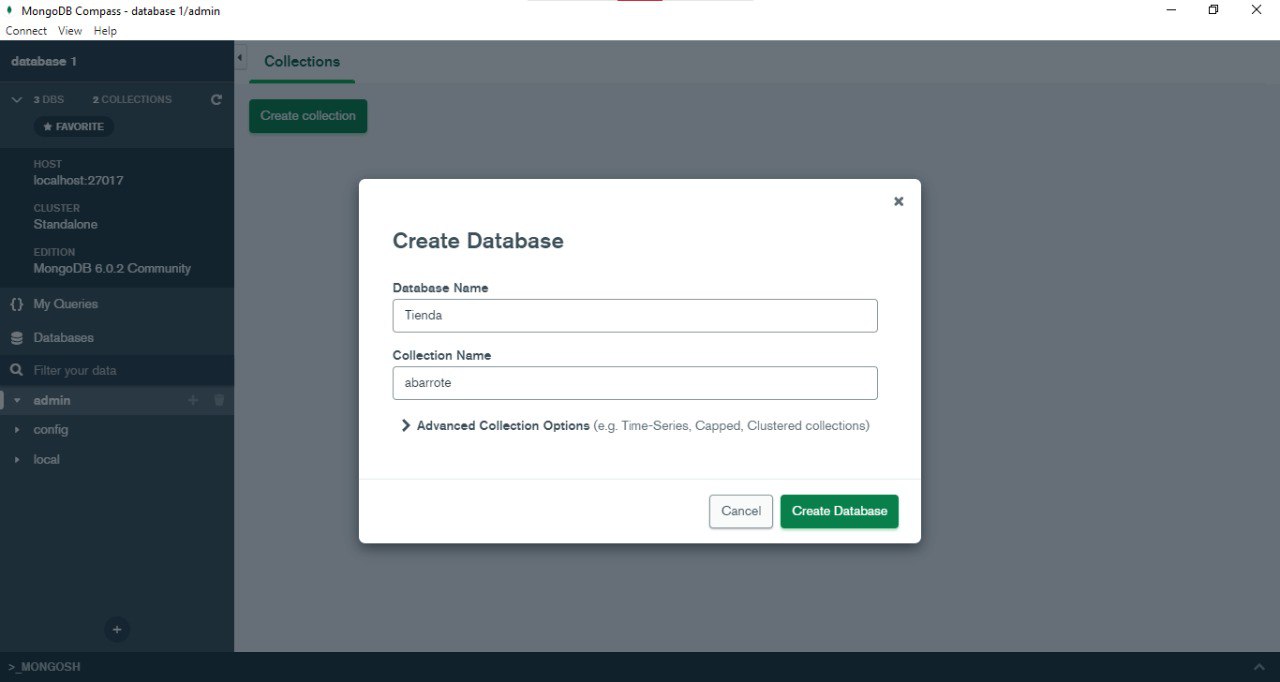 MongoDB Compass - database 1/admin
Connect View Help
database 1
3 DBS 2 COLLECTIONS
★ FAVORITE
HOST
localhost:27017
CLUSTER
Standalone
EDITION
MongoDB 6.0.2 Community
{} My Queries
Databases
Filter your data
admin
config
local
>_MONGOSH
Collections
Create collection
Create Database
Database Name
Tienda
Collection Name
abarrote
Advanced Collection Options (e.g. Time-Series, Capped, Clustered collections)
Cancel Create Database